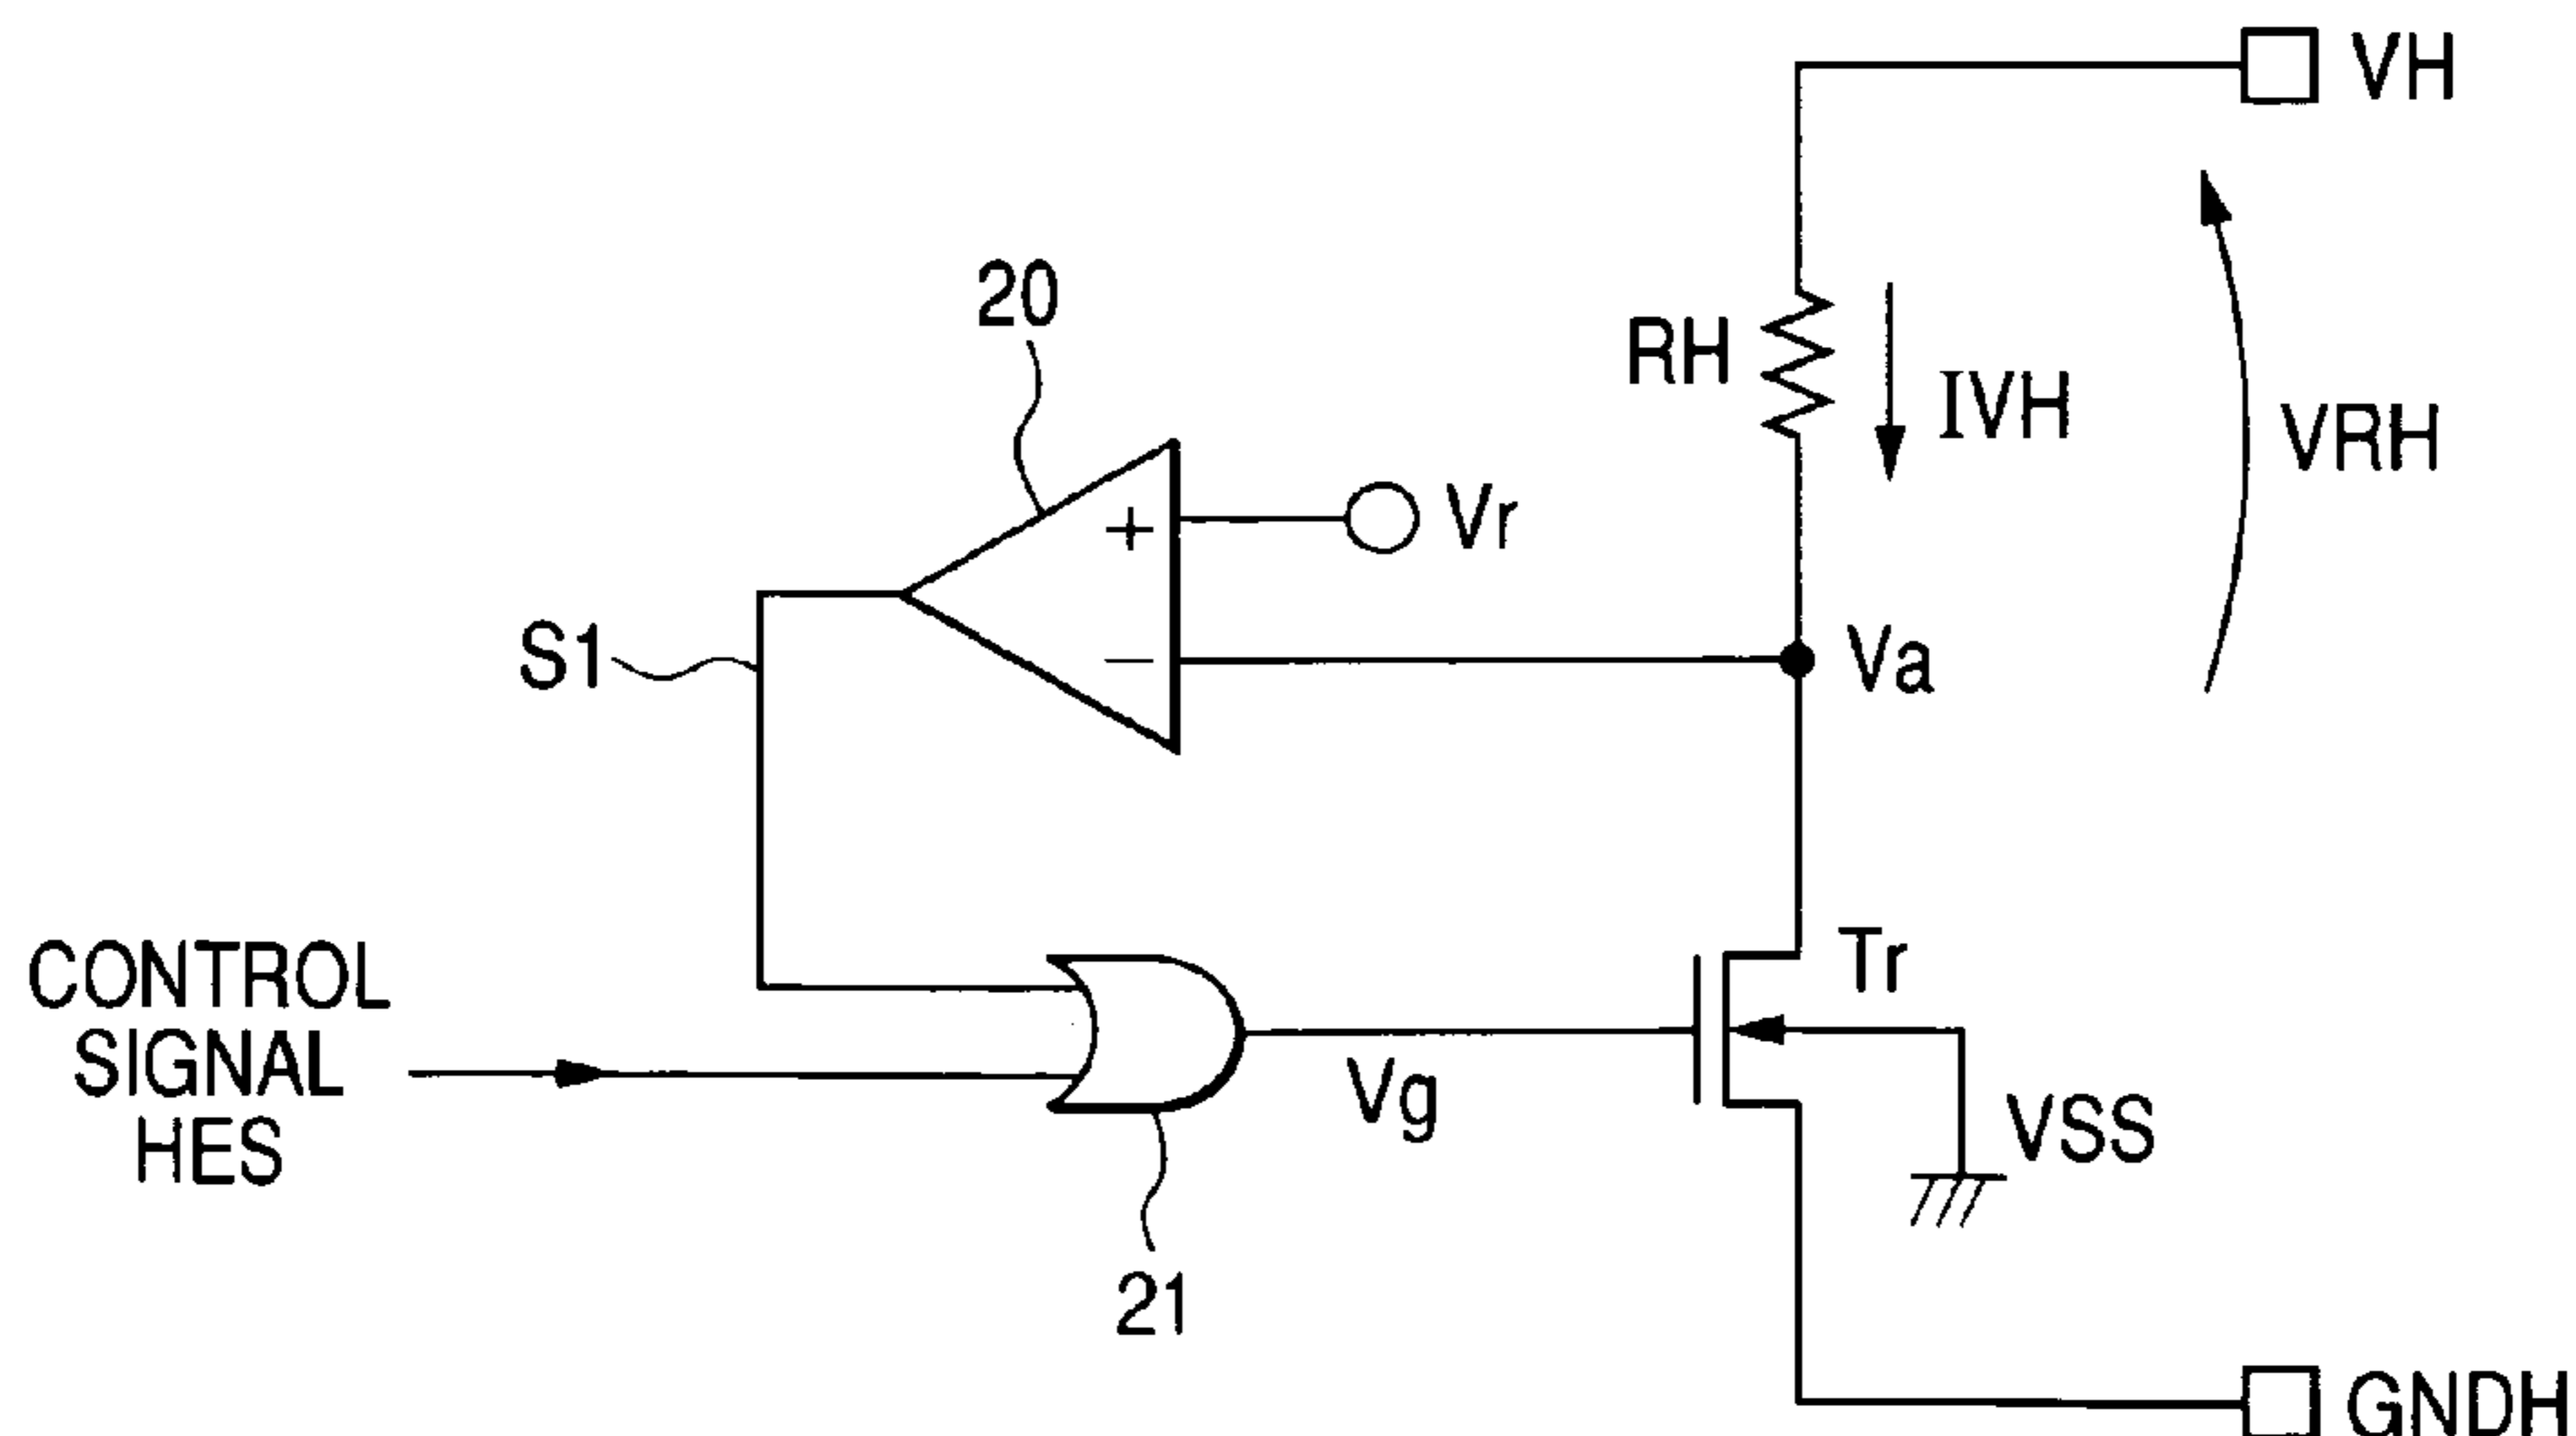 VH
20
RH
IVH
VRH
+
Vr
S1
−
Va
CONTROL
SIGNAL
HES
Tr
Vg
VSS
21
GNDH